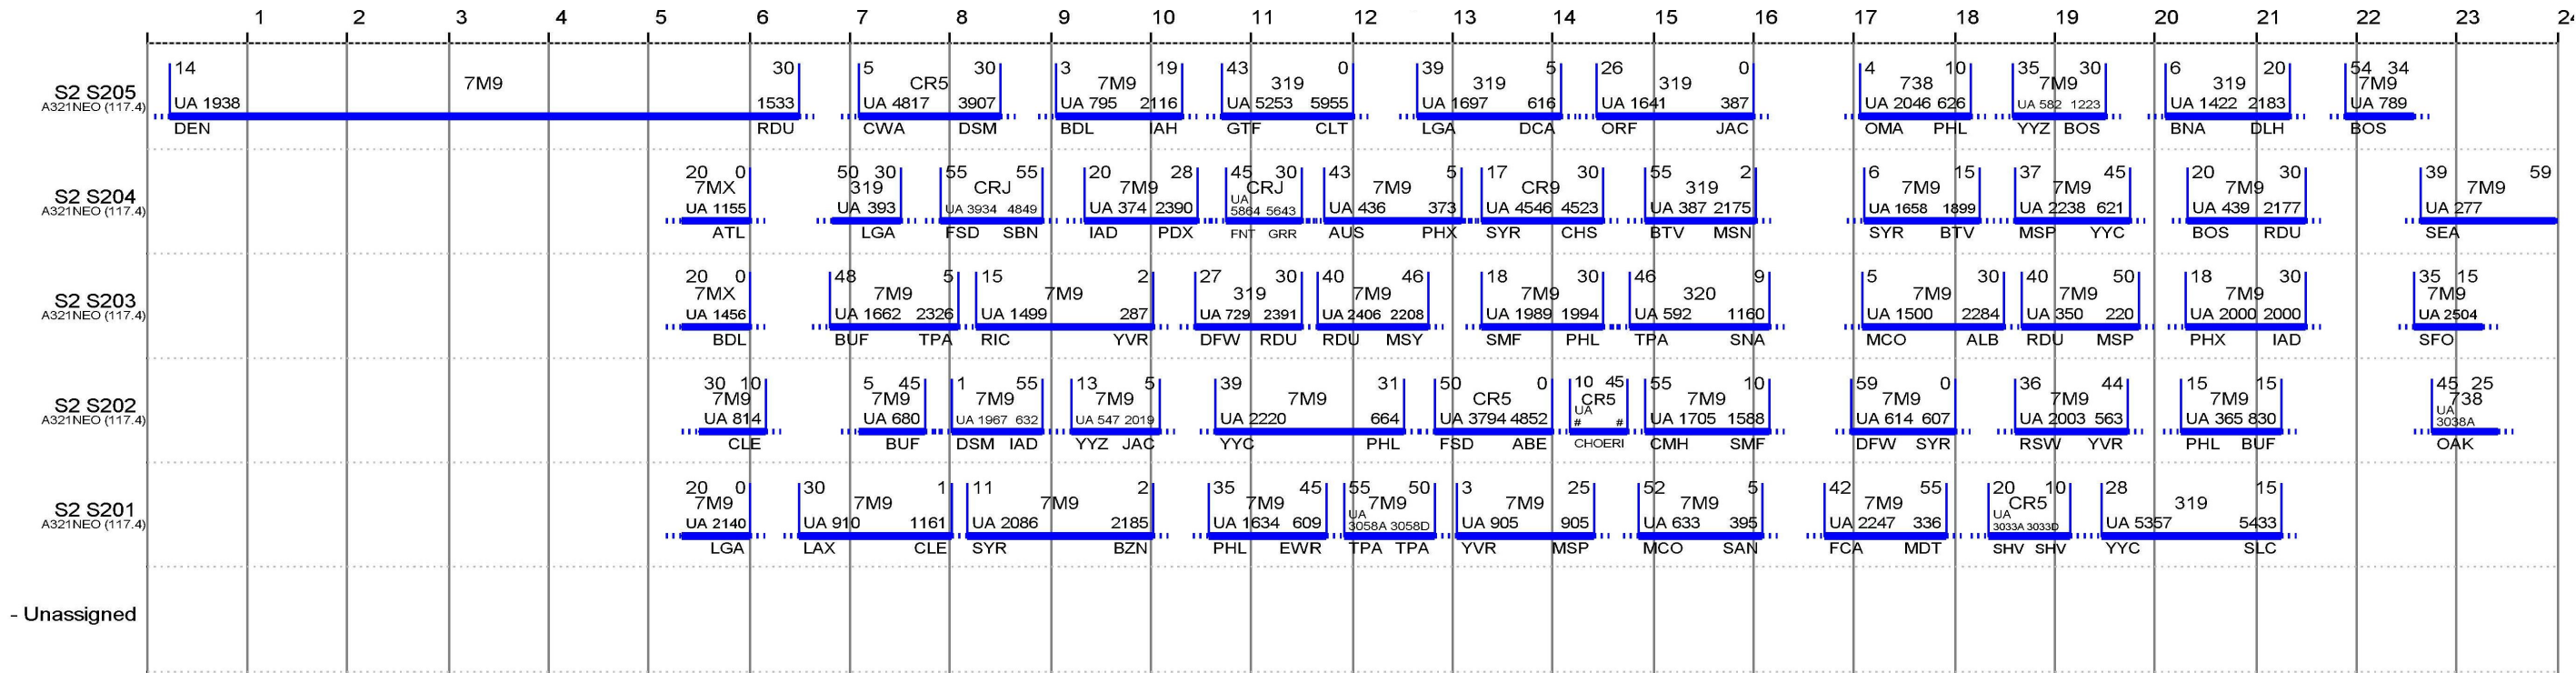 1 2 3 4 5 6 7 8 9 10 11 12 13 14 15 16 17 18 19 20 21 22 23 24
14 30 5 30 3 19 43 0 39 5 26 0 4 10 35 30 6 20 54 34
7M9 CR5 7M9 319 319 319 738 7M9 319 7M9
S2 S205
A321NEO (117.4)
UA 1938 1533 UA 4817 3907 UA 795 2116 UA 5253 5955 UA 1697 616 UA 1641 387 UA 2046 626 UA 582 1223 UA 1422 2183 UA 789
DEN RDU CWA DSM BDL IAH GTF CLT LGA DCA ORF JAC OMA PHL YYZ BOS BNA DLH BOS
20 0 50 30 55 55 20 28 45 30 43 5 17 30 55 2 6 15 37 45 20 30 39 59
7MX 319 CRJ 7M9 CRJ 7M9 CR9 319 7M9 7M9 7M9 7M9
S2 S204
A321NEO (117.4)
UA 1155 UA 393 UA 3934 4849 UA 374 2390 UA 5864 5643 UA 436 373 UA 4546 4523 UA 387 2175 UA 1658 1899 UA 2238 621 UA 439 2177 UA 277
ATL LGA FSD SBN IAD PDX FNT GRR AUS PHX SYR CHS BTV MSN SYR BTV MSP YYC BOS RDU SEA
20 0 48 5 15 2 27 30 40 46 18 30 46 9 5 30 40 50 18 30 35 15
7MX 7M9 7M9 319 7M9 7M9 320 7M9 7M9 7M9 7M9
S2 S203
A321NEO (117.4)
UA 1456 UA 1662 2326 UA 1499 287 UA 729 2391 UA 2406 2208 UA 1989 1994 UA 592 1160 UA 1500 2284 UA 350 220 UA 2000 2000 UA 2504
BDL BUF TPA RIC YVR DFW RDU RDU MSY SMF PHL TPA SNA MCO ALB RDU MSP PHX IAD SFO
30 10 5 45 1 55 13 5 39 31 50 0 10 45 55 10 59 0 36 44 15 15 45 25
7M9 7M9 7M9 7M9 7M9 CR5 CR5 7M9 7M9 7M9 7M9 738
S2 S202
A321NEO (117.4)
UA 814 UA 680 UA 1967 632 UA 547 2019 UA 2220 664 UA 3794 4852 UA # # UA 1705 1588 UA 614 607 UA 2003 563 UA 365 830 UA 3038A
CLE BUF DSM IAD YYZ JAC YYC PHL FSD ABE CHOERI CMH SMF DFW SYR RSW YVR PHL BUF OAK
20 0 30 1 11 2 35 45 55 50 3 25 52 5 42 55 20 10 28 15
7M9 7M9 7M9 7M9 7M9 7M9 7M9 7M9 CR5 319
S2 S201
A321NEO (117.4)
UA 2140 UA 910 1161 UA 2086 2185 UA 1634 609 UA 3058A 3058D UA 905 905 UA 633 395 UA 2247 336 UA 3033A 3033D UA 5357 5433
LGA LAX CLE SYR BZN PHL EWR TPA TPA YVR MSP MCO SAN FCA MDT SHV SHV YYC SLC
- Unassigned